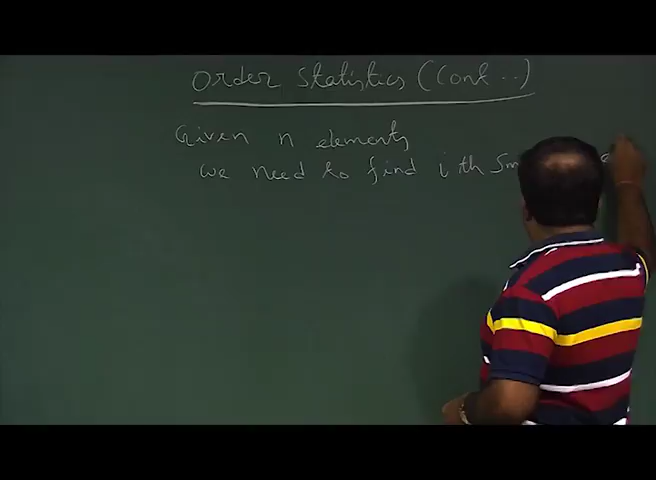 Order Statistics (Cont..)
Given n elements
we need to find i th Sm